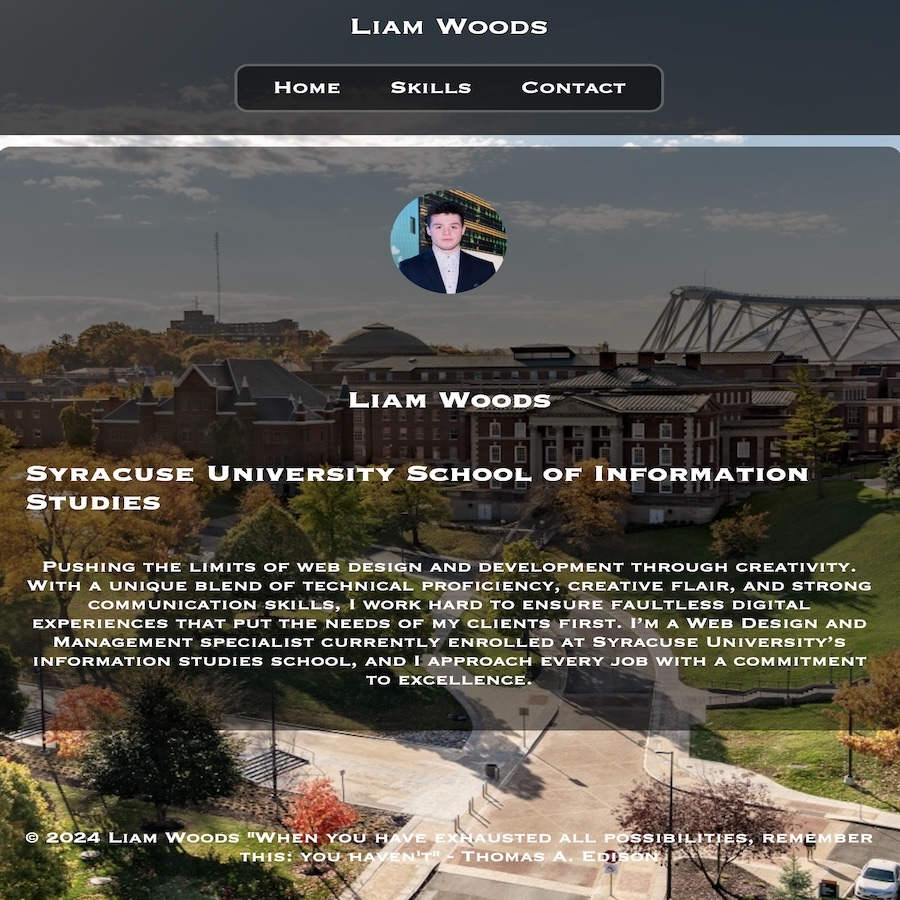 Liam Woods
Home Skills Contact
Liam Woods
Syracuse University School of Information
Studies
Pushing the limits of web design and development through creativity.
With a unique blend of technical proficiency, creative flair, and strong
communication skills, I work hard to ensure faultless digital
experiences that put the needs of my clients first. I’m a Web Design and
Management specialist currently enrolled at Syracuse University’s
information studies school, and I approach every job with a commitment
to excellence.
© 2024 Liam Woods "When you have exhausted all possibilities, remember
this: you haven't" - Thomas A. Edison